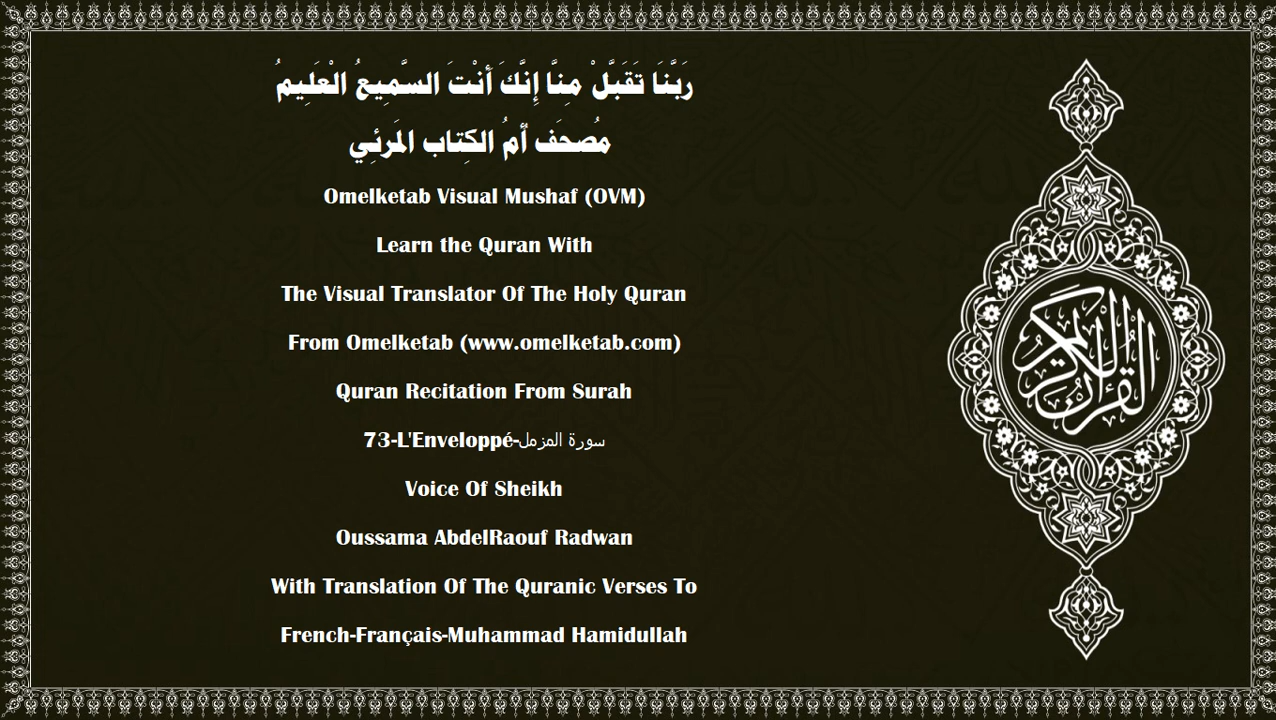 رَبَّنَا تَقَبَّلْ مِنَّا إِنَّكَ أَنْتَ السَّمِيعُ الْعَلِيمُ
مُصحَف أمُ الكِتاب المَرئِي
Omelketab Visual Mushaf (OVM)
Learn the Quran With
The Visual Translator Of The Holy Quran
From Omelketab (www.omelketab.com)
Quran Recitation From Surah
73-L'Enveloppé-سورة المزمل
Voice Of Sheikh
Oussama AbdelRaouf Radwan
With Translation Of The Quranic Verses To
French-Français-Muhammad Hamidullah
القرآن الكريم